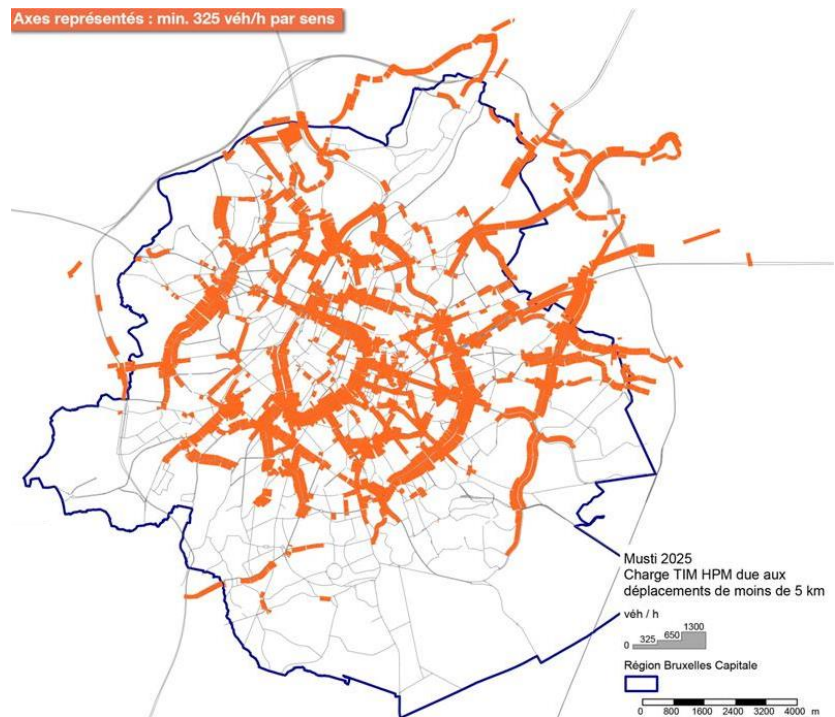 Axes représentés : min. 325 véh/h par sens
Musti 2025
Charge TIM HPM due aux
déplacements de moins de 5 km
véh / h
1300
650
325
0
Région Bruxelles Capitale
0 800 1600 2400 3200 4000 m